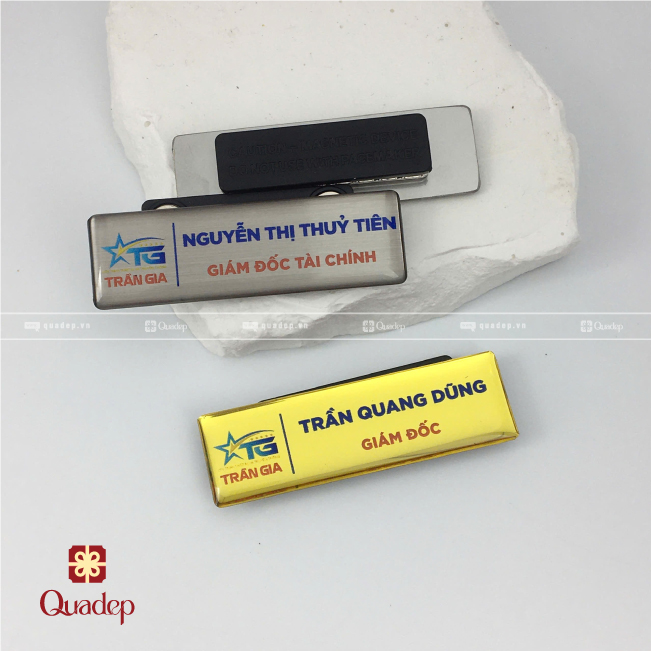 NGUYỄN THỊ THUỶ TIÊN
TG
TRẦN GIA
GIÁM ĐỐC TÀI CHÍNH
quadep.vn Quadep quadep.vn Quadep quadep.vn Quadep
TRẦN QUANG DŨNG
TG
TRẦN GIA
GIÁM ĐỐC
Quadep